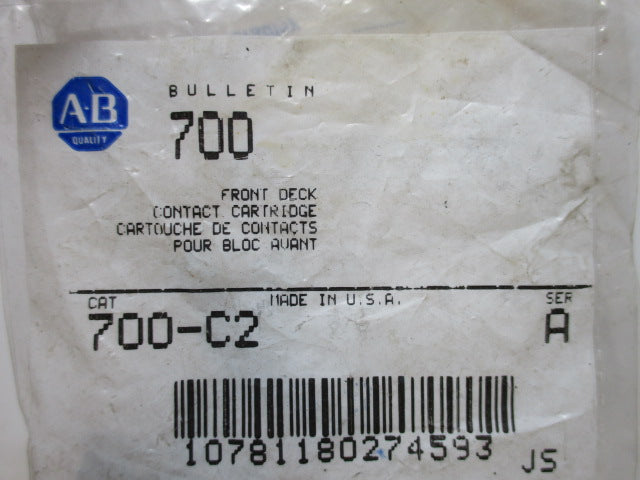 A-B
QUALITY
BULLETIN
700
FRONT DECK
CONTACT CARTRIDGE
CARTOUCHE DE CONTACTS
POUR BLOC AVANT
CAT MADE IN U.S.A. SER
700-C2 A
10781180274593 JS